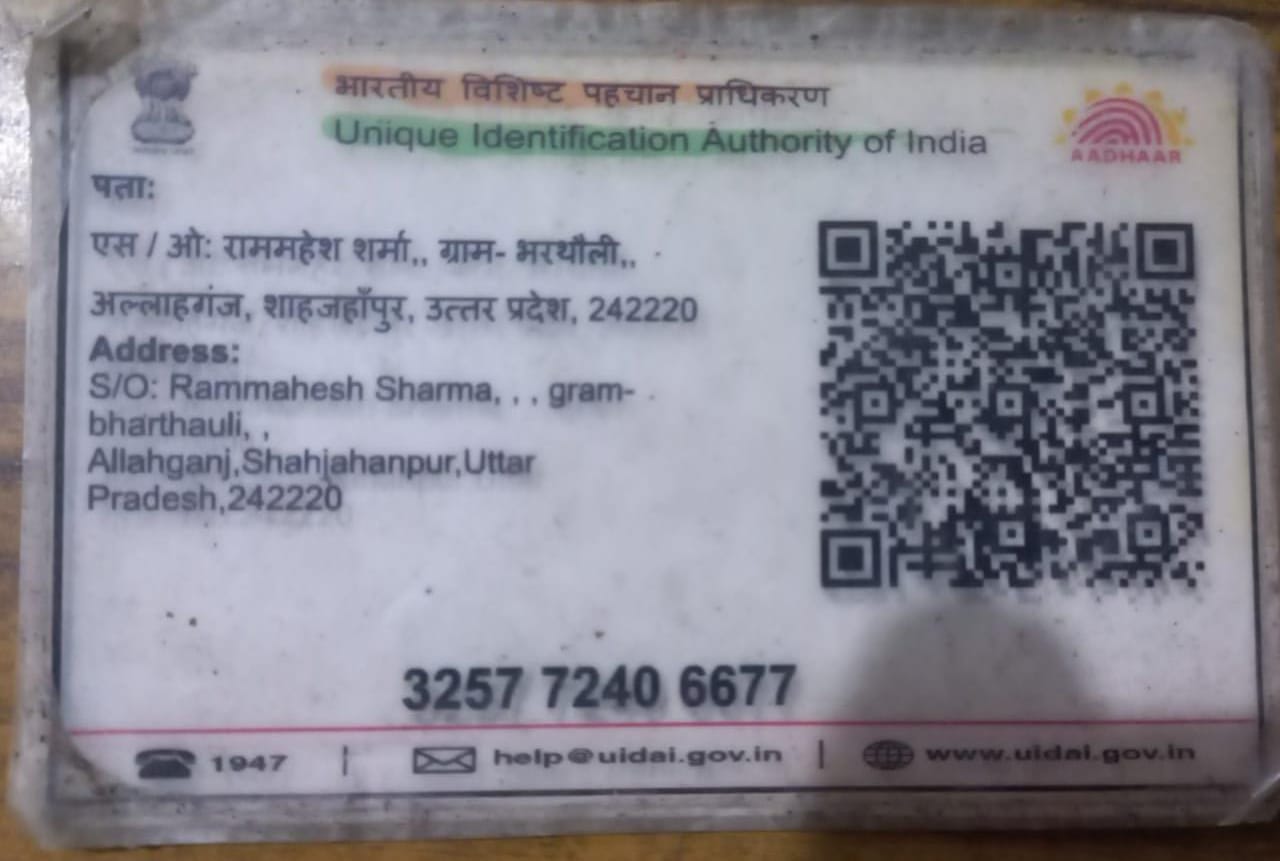 भारतीय विशिष्ट पहचान प्राधिकरण
Unique Identification Authority of India
AADHAAR
पता:
एस / ओ: राममहेश शर्मा,, ग्राम- भरथौली,,
अल्लाहगंज, शाहजहाँपुर, उत्तर प्रदेश, 242220
Address:
S/O: Rammahesh Sharma, , , gram-
bharthauli, ,
Allahganj,Shahjahanpur,Uttar
Pradesh,242220
3257 7240 6677
1947 | help@uidai.gov.in | www.uidai.gov.in